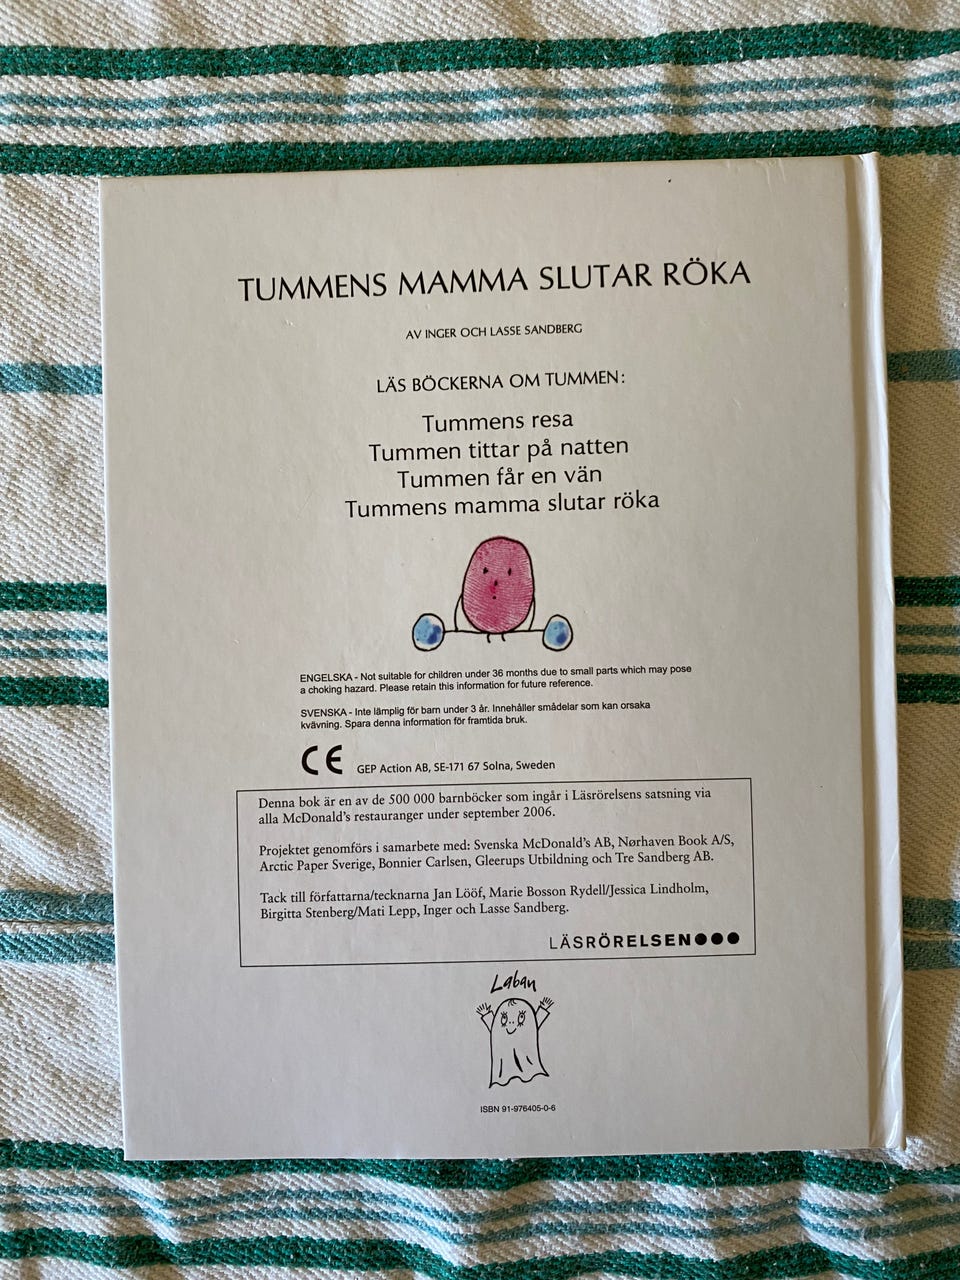 TUMMENS MAMMA SLUTAR RÖKA
AV INGER OCH LASSE SANDBERG
LÄS BÖCKERNA OM TUMMEN:
Tummens resa
Tummen tittar på natten
Tummen får en vän
Tummens mamma slutar röka
ENGELSKA - Not suitable for children under 36 months due to small parts which may pose
a choking hazard. Please retain this information for future reference.
SVENSKA - Inte lämplig för barn under 3 år. Innehåller smådelar som kan orsaka
kvävning. Spara denna information för framtida bruk.
CE GEP Action AB, SE-171 67 Solna, Sweden
Denna bok är en av de 500 000 barnböcker som ingår i Läsrörelsens satsning via
alla McDonald's restauranger under september 2006.
Projektet genomförs i samarbete med: Svenska McDonald's AB, Nørhaven Book A/S,
Arctic Paper Sverige, Bonnier Carlsen, Gleerups Utbildning och Tre Sandberg AB.
Tack till författarna/tecknarna Jan Lööf, Marie Bosson Rydell/Jessica Lindholm,
Birgitta Stenberg/Mati Lepp, Inger och Lasse Sandberg.
LÄSRÖRELSEN●●●
Laban
ISBN 91-976405-0-6